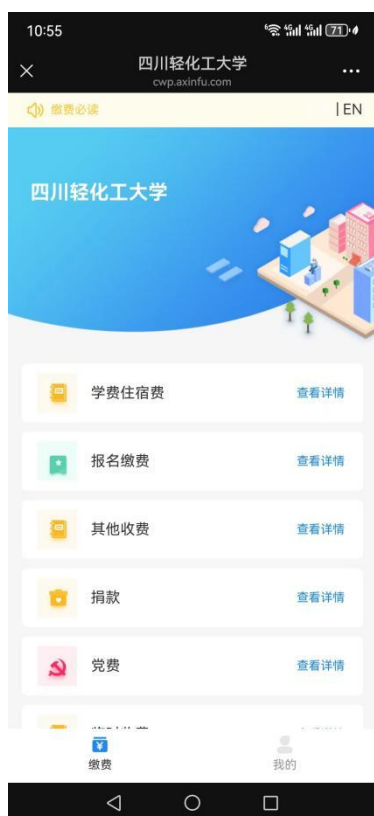 10:55
71
四川轻化工大学
cwp.axinfu.com
缴费必读
| EN
四川轻化工大学
学费住宿费 查看详情
报名缴费 查看详情
其他收费 查看详情
捐款 查看详情
党费 查看详情
缴费
我的